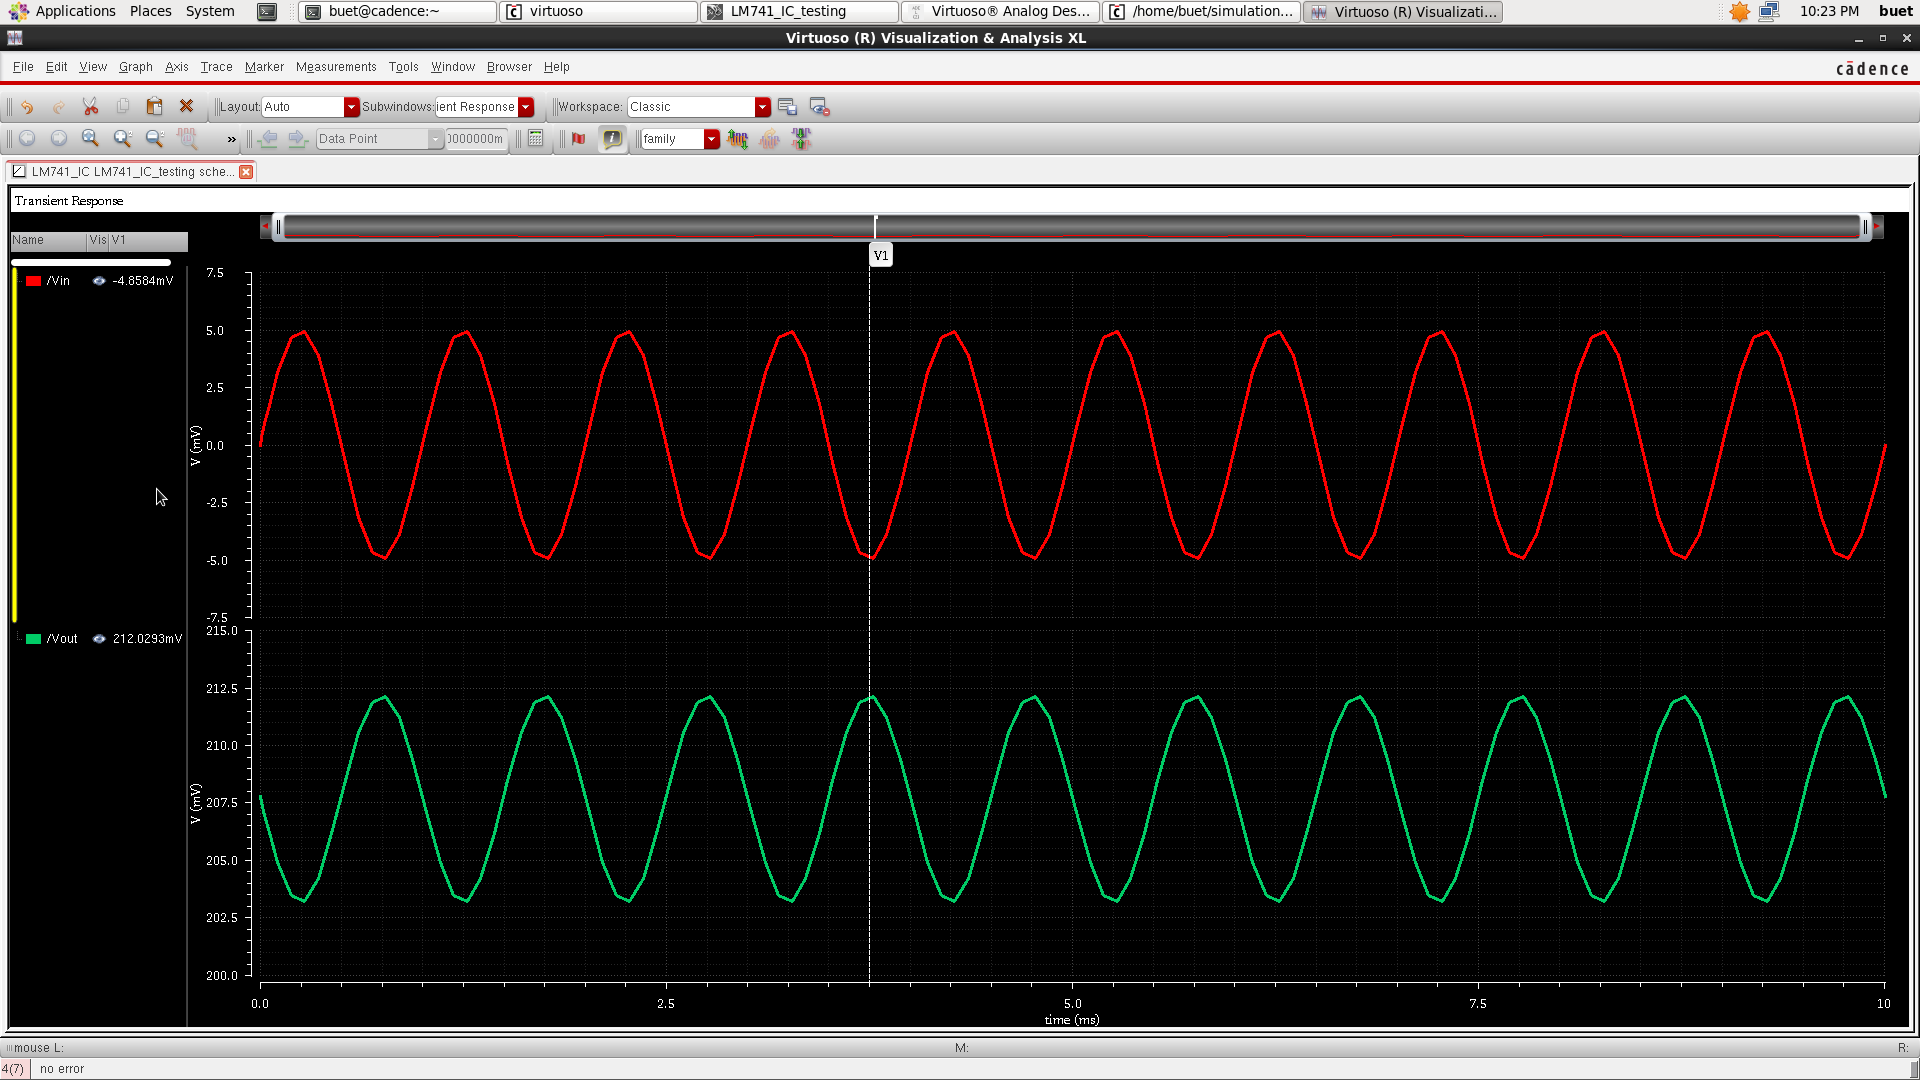 Applications Places System buet@cadence:~ virtuoso LM741_IC_testing Virtuoso® Analog Des... /home/buet/simulation... Virtuoso (R) Visualizati... 10:23 PM buet
Virtuoso (R) Visualization & Analysis XL
File Edit View Graph Axis Trace Marker Measurements Tools Window Browser Help
cādence
Layout: Auto Subwindows: ient Response Workspace: Classic
» Data Point 0000000m family
LM741_IC LM741_IC_testing sche...
Transient Response
Name Vis V1
V1
/Vin -4.8584mV
7.5
5.0
2.5
0.0
-2.5
-5.0
-7.5
V (mV)
/Vout 212.0293mV
215.0
212.5
210.0
207.5
205.0
202.5
200.0
V (mV)
0.0 2.5 5.0 7.5 10
time (ms)
mouse L: M: R:
4(7) no error